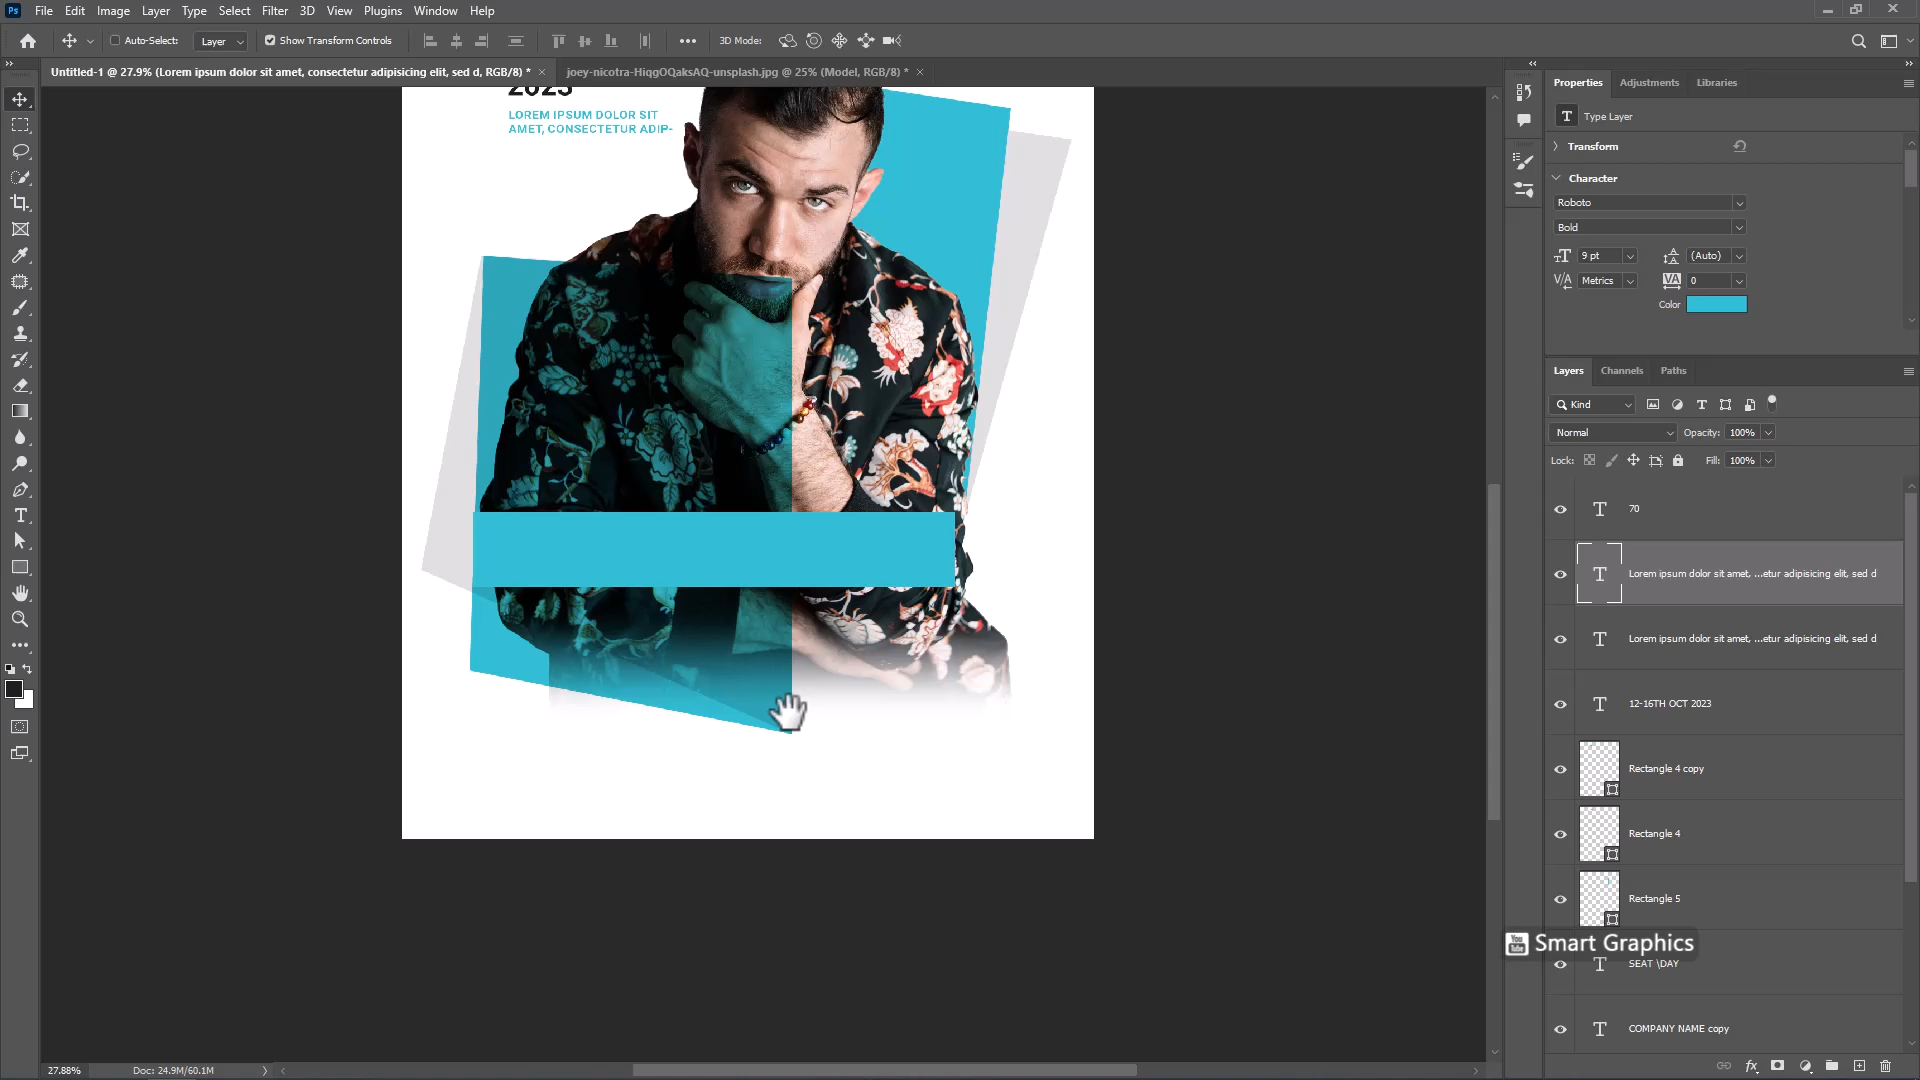 Ps File Edit Image Layer Type Select Filter 3D View Plugins Window Help
Auto-Select: Layer Show Transform Controls 3D Mode:
Untitled-1 @ 27.9% (Lorem ipsum dolor sit amet, consectetur adipisicing elit, sed d, RGB/8) *
joey-nicotra-HiqgOQaksAQ-unsplash.jpg @ 25% (Model, RGB/8) *
2023
LOREM IPSUM DOLOR SIT
AMET, CONSECTETUR ADIP-
Properties Adjustments Libraries
T Type Layer
Transform
Character
Roboto
Bold
9 pt (Auto)
Metrics 0
Color
Layers Channels Paths
Kind
Normal Opacity: 100%
Lock: Fill: 100%
T 70
T Lorem ipsum dolor sit amet, ...etur adipisicing elit, sed d
T Lorem ipsum dolor sit amet, ...etur adipisicing elit, sed d
T 12-16TH OCT 2023
Rectangle 4 copy
Rectangle 4
Rectangle 5
You Tube Smart Graphics
T SEAT \DAY
T COMPANY NAME copy
fx
27.88% Doc: 24.9M/60.1M